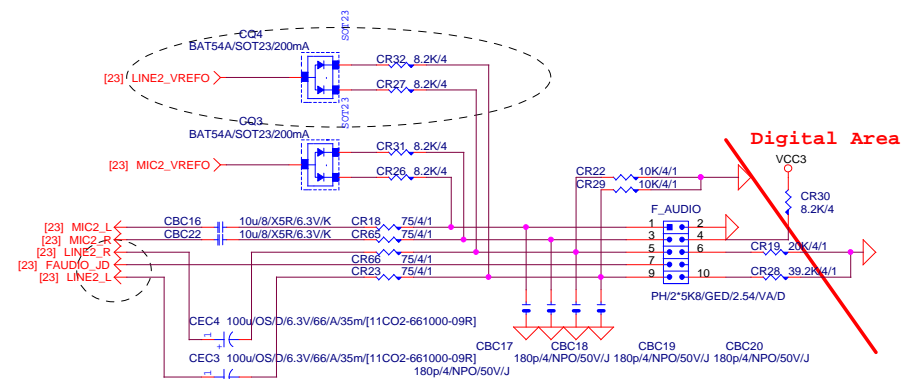 CQ4
BAT54A/SOT23/200mA
SOT23
[23] LINE2_VREFO
CR32 8.2K/4
CR27 8.2K/4
SOT23
CQ3
BAT54A/SOT23/200mA
[23] MIC2_VREFO
CR31 8.2K/4
CR26 8.2K/4
Digital Area
VCC3
CR22 10K/4/1
CR29 10K/4/1
CR30
8.2K/4
F_AUDIO
[23] MIC2_L CBC16 10u/8/X5R/6.3V/K CR18 75/4/1 1 2
[23] MIC2_R CBC22 10u/8/X5R/6.3V/K CR65 75/4/1 3 4
[23] LINE2_R 75/4/1 5 6 CR19 20K/4/1
[23] FAUDIO_JD CR66 7
[23] LINE2_L CR23 75/4/1 9 10 CR28 39.2K/4/1
PH/2*5K8/GED/2.54/VA/D
CEC4 100u/OS/D/6.3V/66/A/35m/[11CO2-661000-09R]
1 +
CBC17 CBC18 CBC19 CBC20
CEC3 100u/OS/D/6.3V/66/A/35m/[11CO2-661000-09R]
180p/4/NPO/50V/J 180p/4/NPO/50V/J 180p/4/NPO/50V/J
1 +
180p/4/NPO/50V/J